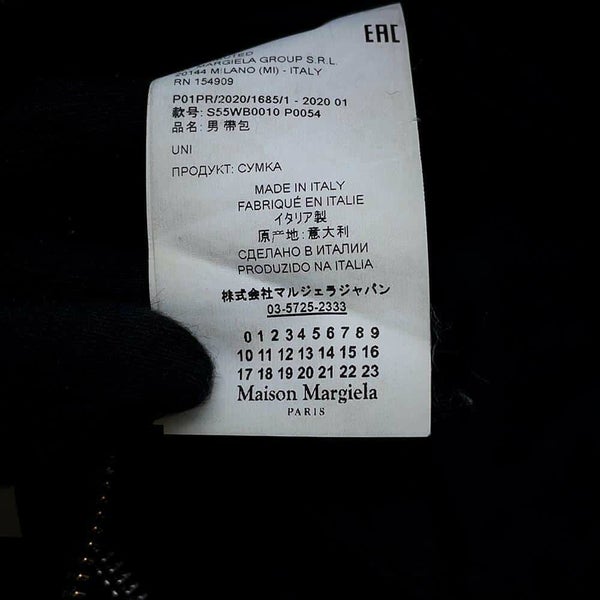 EAC
MARGIELA GROUP S.R.L.
20144 MILANO (MI) - ITALY
RN 154909
P01PR/2020/1685/1 - 2020 01
款号: S55WB0010 P0054
品名: 男 帶包
UNI
ПРОДУКТ: СУМКА
MADE IN ITALY
FABRIQUÉ EN ITALIE
イタリア製
原产地: 意大利
СДЕЛАНО В ИТАЛИИ
PRODUZIDO NA ITALIA
株式会社マルジェラジャパン
03-5725-2333
0 1 2 3 4 5 6 7 8 9
10 11 12 13 14 15 16
17 18 19 20 21 22 23
Maison Margiela
PARIS